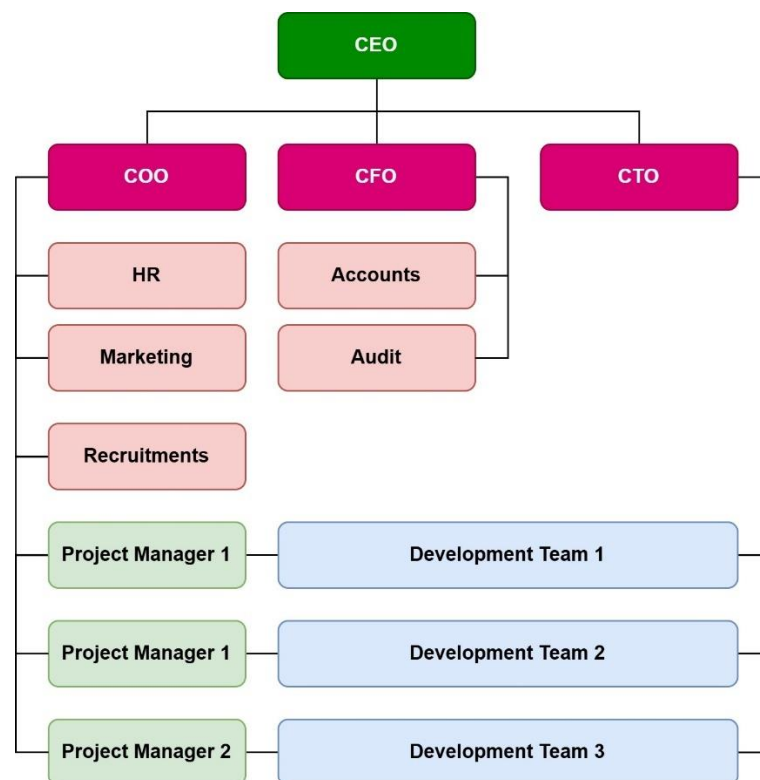 CEO
COO
CFO
CTO
HR
Accounts
Marketing
Audit
Recruitments
Project Manager 1
Development Team 1
Project Manager 1
Development Team 2
Project Manager 2
Development Team 3